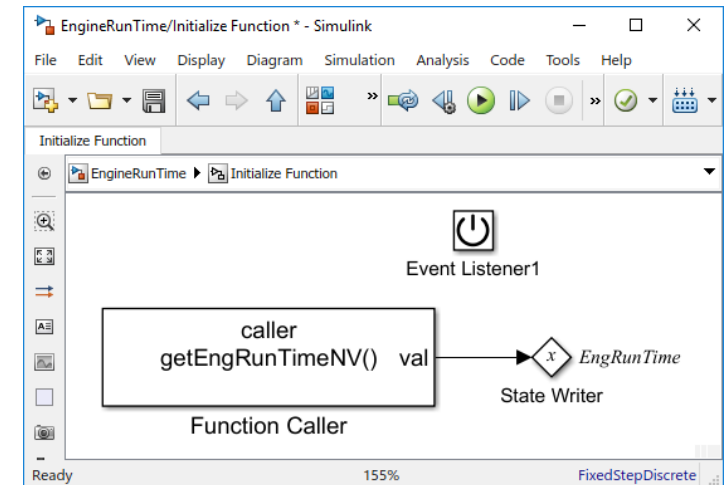 EngineRunTime/Initialize Function * - Simulink
File Edit View Display Diagram Simulation Analysis Code Tools Help
» »
Initialize Function
EngineRunTime Initialize Function
Event Listener1
caller
getEngRunTimeNV() val
x EngRunTime
State Writer
Function Caller
Ready 155% FixedStepDiscrete